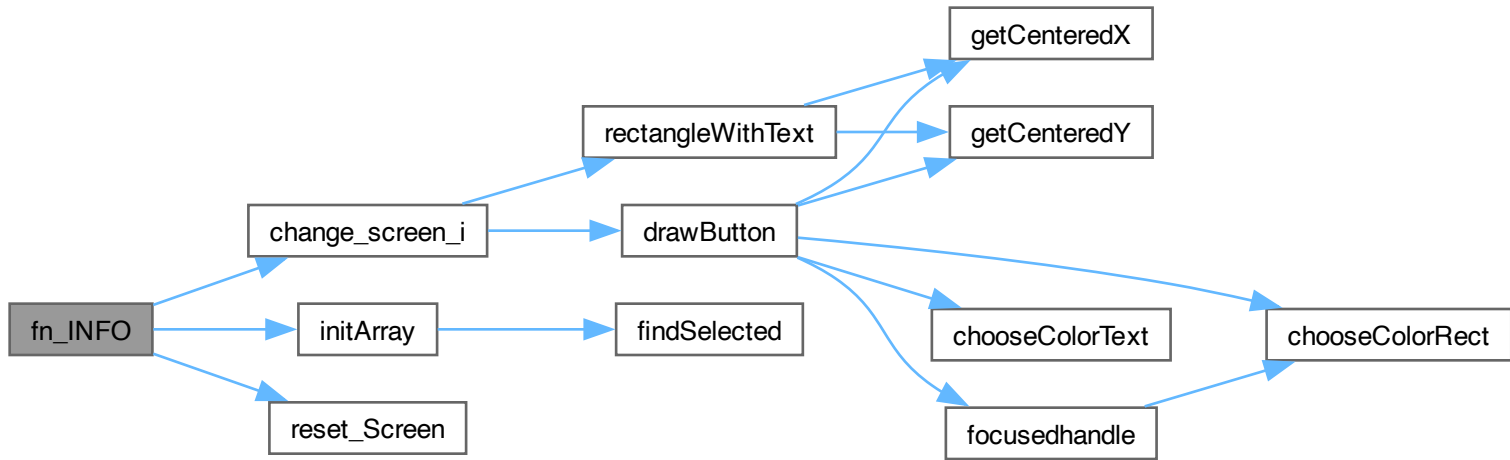 getCenteredX
rectangleWithText
getCenteredY
change_screen_i
drawButton
fn_INFO
initArray
findSelected
chooseColorText
chooseColorRect
reset_Screen
focusedhandle